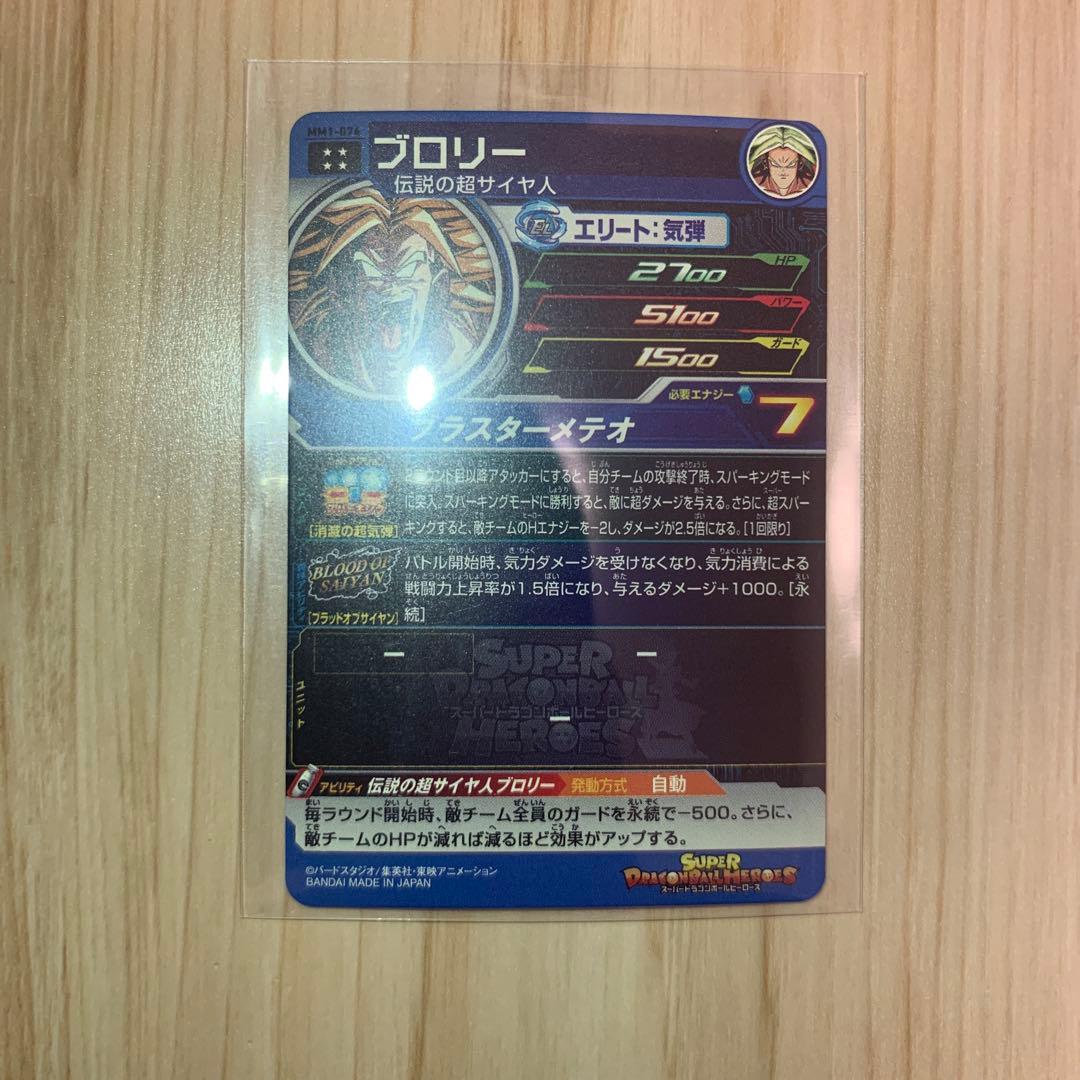 MM1-074
ブロリー
伝説の超サイヤ人
EL
エリート:気弾
2700 HP
5100 パワー
1500 ガード
必要エナジー 7
ラスターメテオ
ラウンド目以降アタッカーにすると、自分チームの攻撃終了時、スパーキングモード
に突入。スパーキングモードに勝利すると、敵に超ダメージを与える。さらに、超スパー
キングすると、敵チームのHエナジーを-2し、ダメージが2.5倍になる。[1回限り]
[消滅の超気弾]
BLOOD OF
SAIYAN
[ブラッドオブサイヤン]
バトル開始時、気力ダメージを受けなくなり、気力消費による
戦闘力上昇率が1.5倍になり、与えるダメージ+1000。[永
続]
ー
ー
ユニット
ー
SUPER
DRAGONBALL
スーパードラゴンボールヒーローズ
HEROES
アビリティ 伝説の超サイヤ人ブロリー 発動方式 自動
毎ラウンド開始時、敵チーム全員のガードを永続で-500。さらに、
敵チームのHPが減れば減るほど効果がアップする。
©バードスタジオ/集英社・東映アニメーション
BANDAI MADE IN JAPAN
SUPER
DRAGONBALL HEROES
スーパードラゴンボールヒーローズ